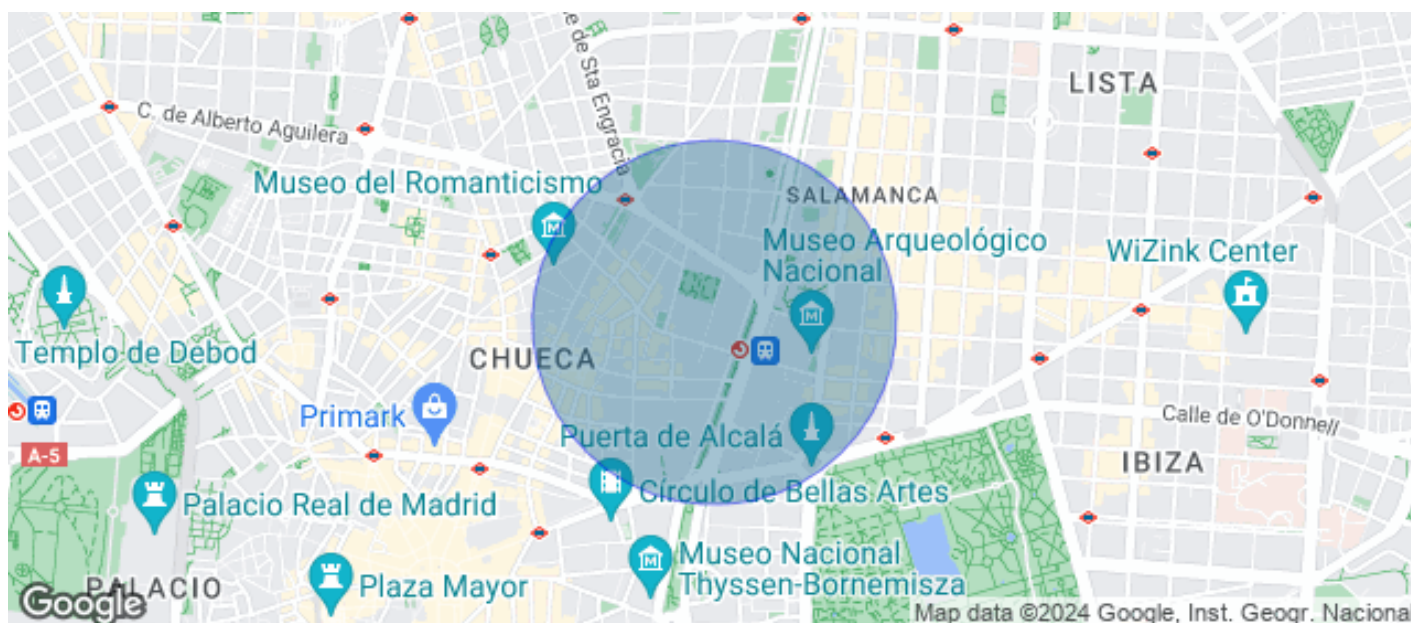 LISTA
C. de Alberto Aguilera
de Sta Engracia
Museo del Romanticismo
SALAMANCA
Museo Arqueológico
Nacional
WiZink Center
Templo de Debod
CHUECA
Primark
Calle de O'Donnell
Puerta de Alcalá
A-5
IBIZA
Palacio Real de Madrid
Círculo de Bellas Artes
Museo Nacional
Thyssen-Bornemisza
PALACIO
Plaza Mayor
Google
Map data ©2024 Google, Inst. Geogr. Nacional